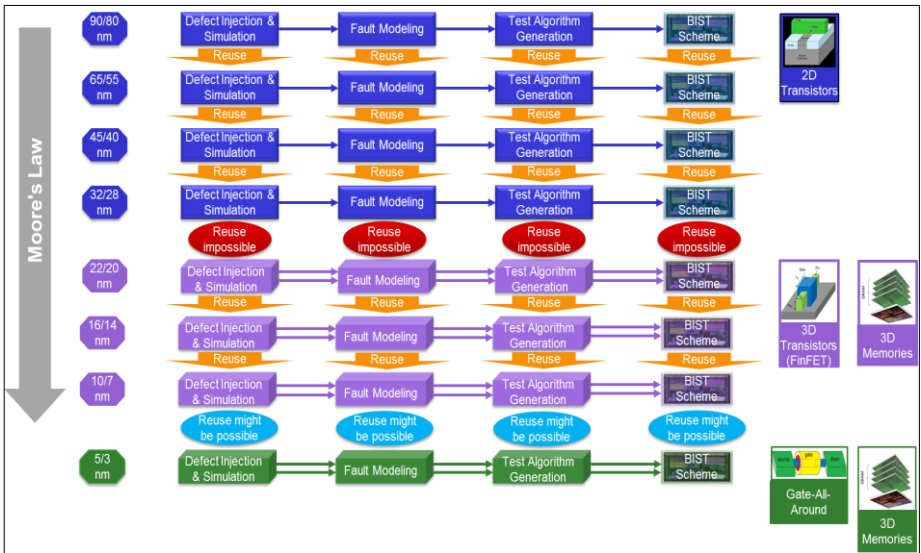 Moore's Law
90/80
nm
Defect Injection &
Simulation
Fault Modeling
Test Algorithm
Generation
BIST
Scheme
Reuse
Reuse
Reuse
Reuse
2D
Transistors
65/55
nm
Defect Injection &
Simulation
Fault Modeling
Test Algorithm
Generation
BIST
Scheme
Reuse
Reuse
Reuse
Reuse
45/40
nm
Defect Injection &
Simulation
Fault Modeling
Test Algorithm
Generation
BIST
Scheme
Reuse
Reuse
Reuse
Reuse
32/28
nm
Defect Injection &
Simulation
Fault Modeling
Test Algorithm
Generation
BIST
Scheme
Reuse
impossible
Reuse
impossible
Reuse
impossible
Reuse
impossible
22/20
nm
Defect Injection
& Simulation
Fault Modeling
Test Algorithm
Generation
BIST
Scheme
Reuse
Reuse
Reuse
Reuse
3D
Transistors
(FinFET)
DRAM
3D
Memories
16/14
nm
Defect Injection
& Simulation
Fault Modeling
Test Algorithm
Generation
BIST
Scheme
Reuse
Reuse
Reuse
Reuse
10/7
nm
Defect Injection
& Simulation
Fault Modeling
Test Algorithm
Generation
BIST
Scheme
Reuse might
be possible
Reuse might
be possible
Reuse might
be possible
Reuse might
be possible
5/3
nm
Defect Injection
& Simulation
Fault Modeling
Test Algorithm
Generation
BIST
Scheme
source
gate
drain
Gate-All-
Around
DRAM
3D
Memories